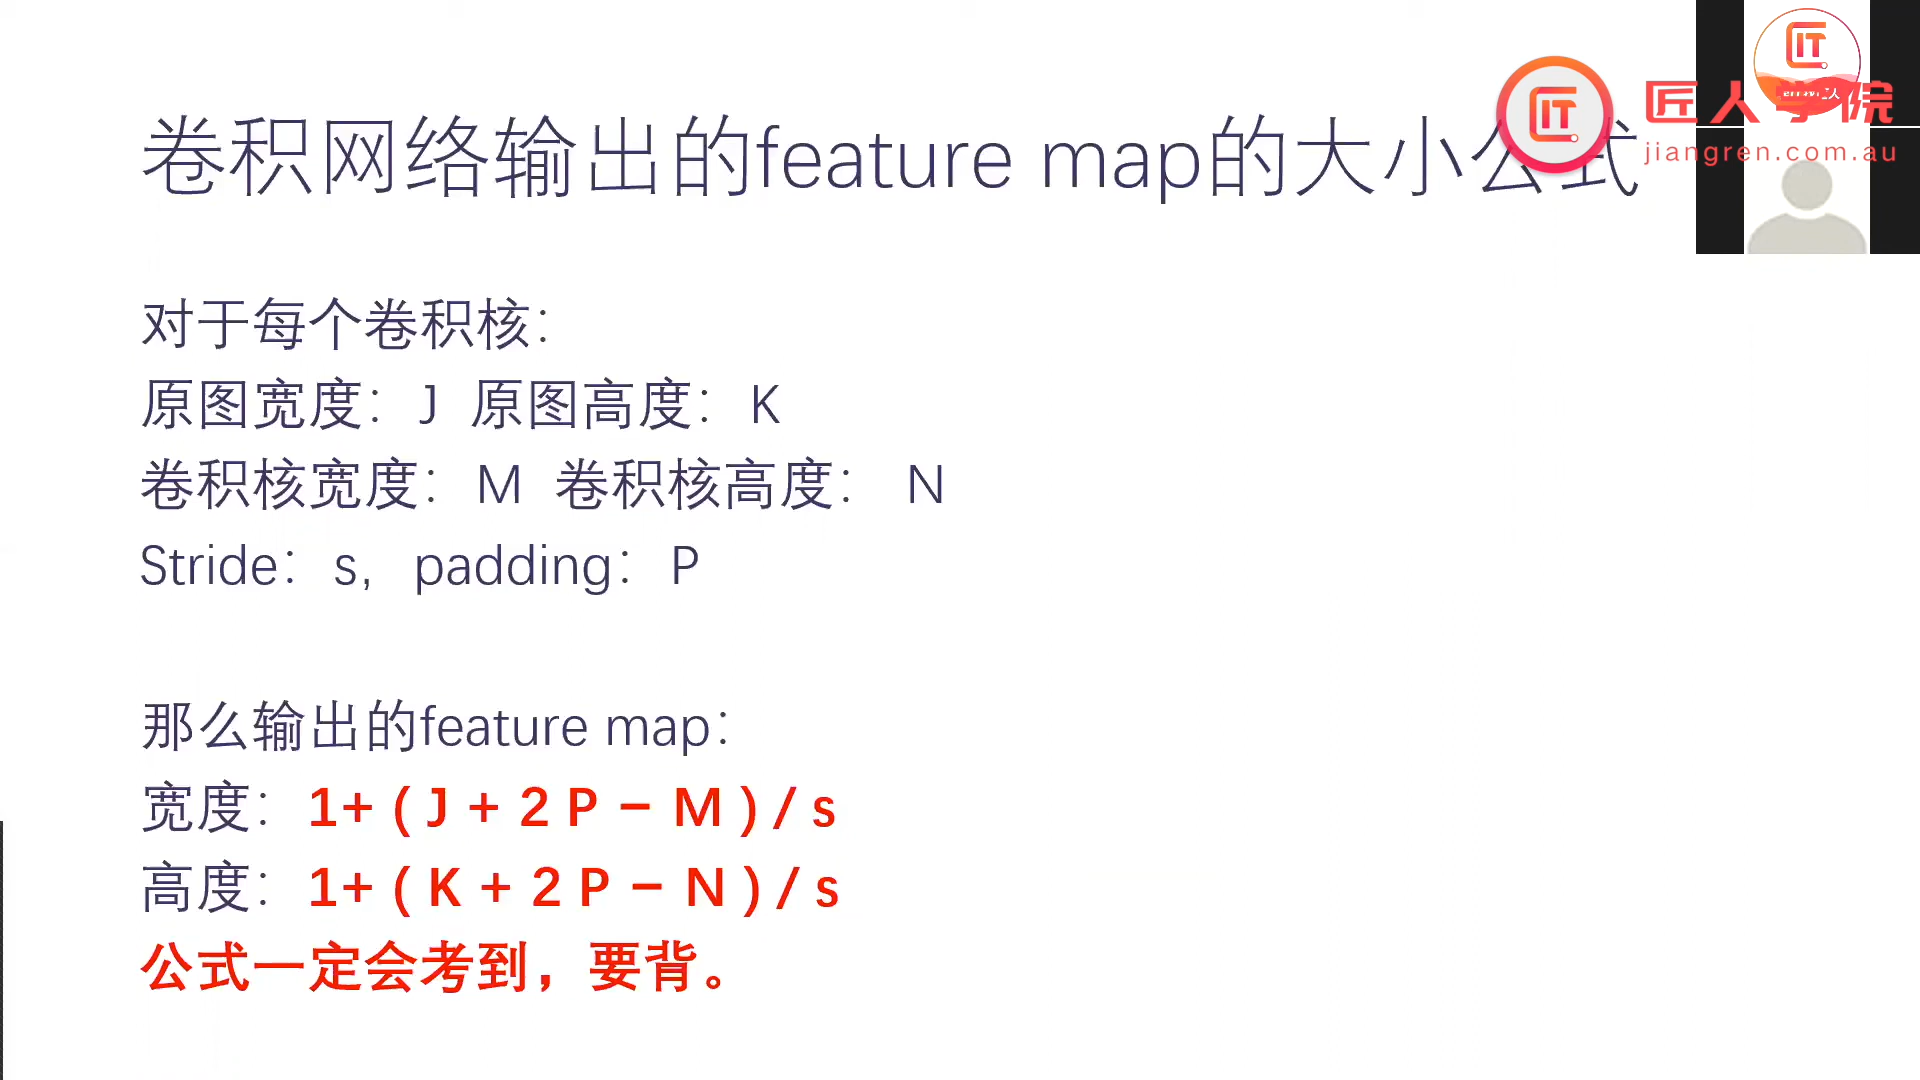 卷积网络输出的feature map的大小公式
匠人学院
jiangren.com.au
对于每个卷积核：
原图宽度： J 原图高度： K
卷积核宽度： M 卷积核高度： N
Stride： s， padding： P
那么输出的feature map：
宽度： 1+ ( J + 2 P − M ) / s
高度： 1+ ( K + 2 P − N ) / s
公式一定会考到，要背。